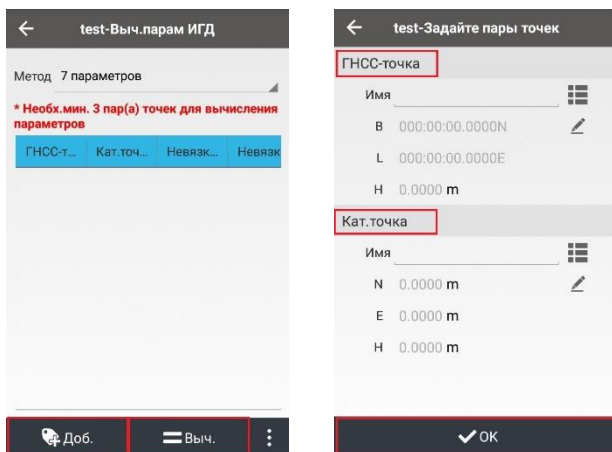 test-Выч.парам ИГД
Метод 7 параметров
* Необх.мин. 3 пар(а) точек для вычисления
параметров
ГНСС-т... Кат.точ... Невязк... Невязк
Доб. Выч.
test-Задайте пары точек
ГНСС-точка
Имя
B 000:00:00.0000N
L 000:00:00.0000E
H 0.0000 m
Кат.точка
Имя
N 0.0000 m
E 0.0000 m
H 0.0000 m
OK